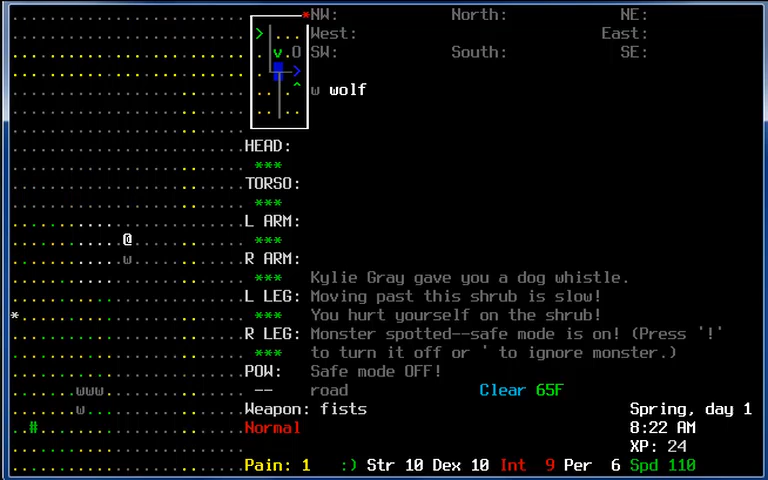 NW: North: NE:
West: East:
SW: South: SE:
w wolf
HEAD:
***
TORSO:
***
L ARM:
***
@
w
R ARM:
***
Kylie Gray gave you a dog whistle.
L LEG: Moving past this shrub is slow!
*** You hurt yourself on the shrub!
R LEG: Monster spotted--safe mode is on! (Press '!'
*** to turn it off or ' to ignore monster.)
POW: Safe mode OFF!
www
-- road Clear 65F
w
Weapon: fists Spring, day 1
#
Normal 8:22 AM
XP: 24
Pain: 1 :) Str 10 Dex 10 Int 9 Per 6 Spd 110